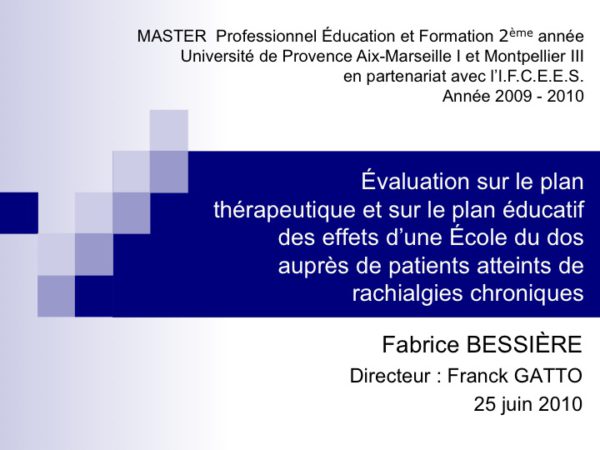 MASTER Professionnel Éducation et Formation 2ème année
Université de Provence Aix-Marseille I et Montpellier III
en partenariat avec l'I.F.C.E.E.S.
Année 2009 - 2010
Évaluation sur le plan
thérapeutique et sur le plan éducatif
des effets d'une École du dos
auprès de patients atteints de
rachialgies chroniques
Fabrice BESSIÈRE
Directeur : Franck GATTO
25 juin 2010